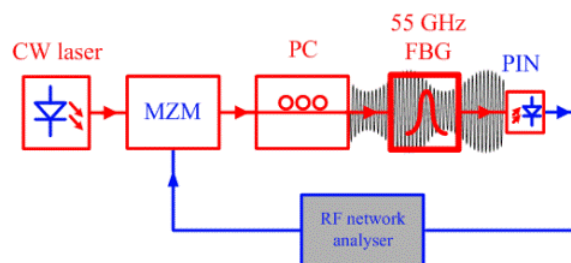 55 GHz
CW laser
PC
FBG
PIN
MZM
RF network
analyser